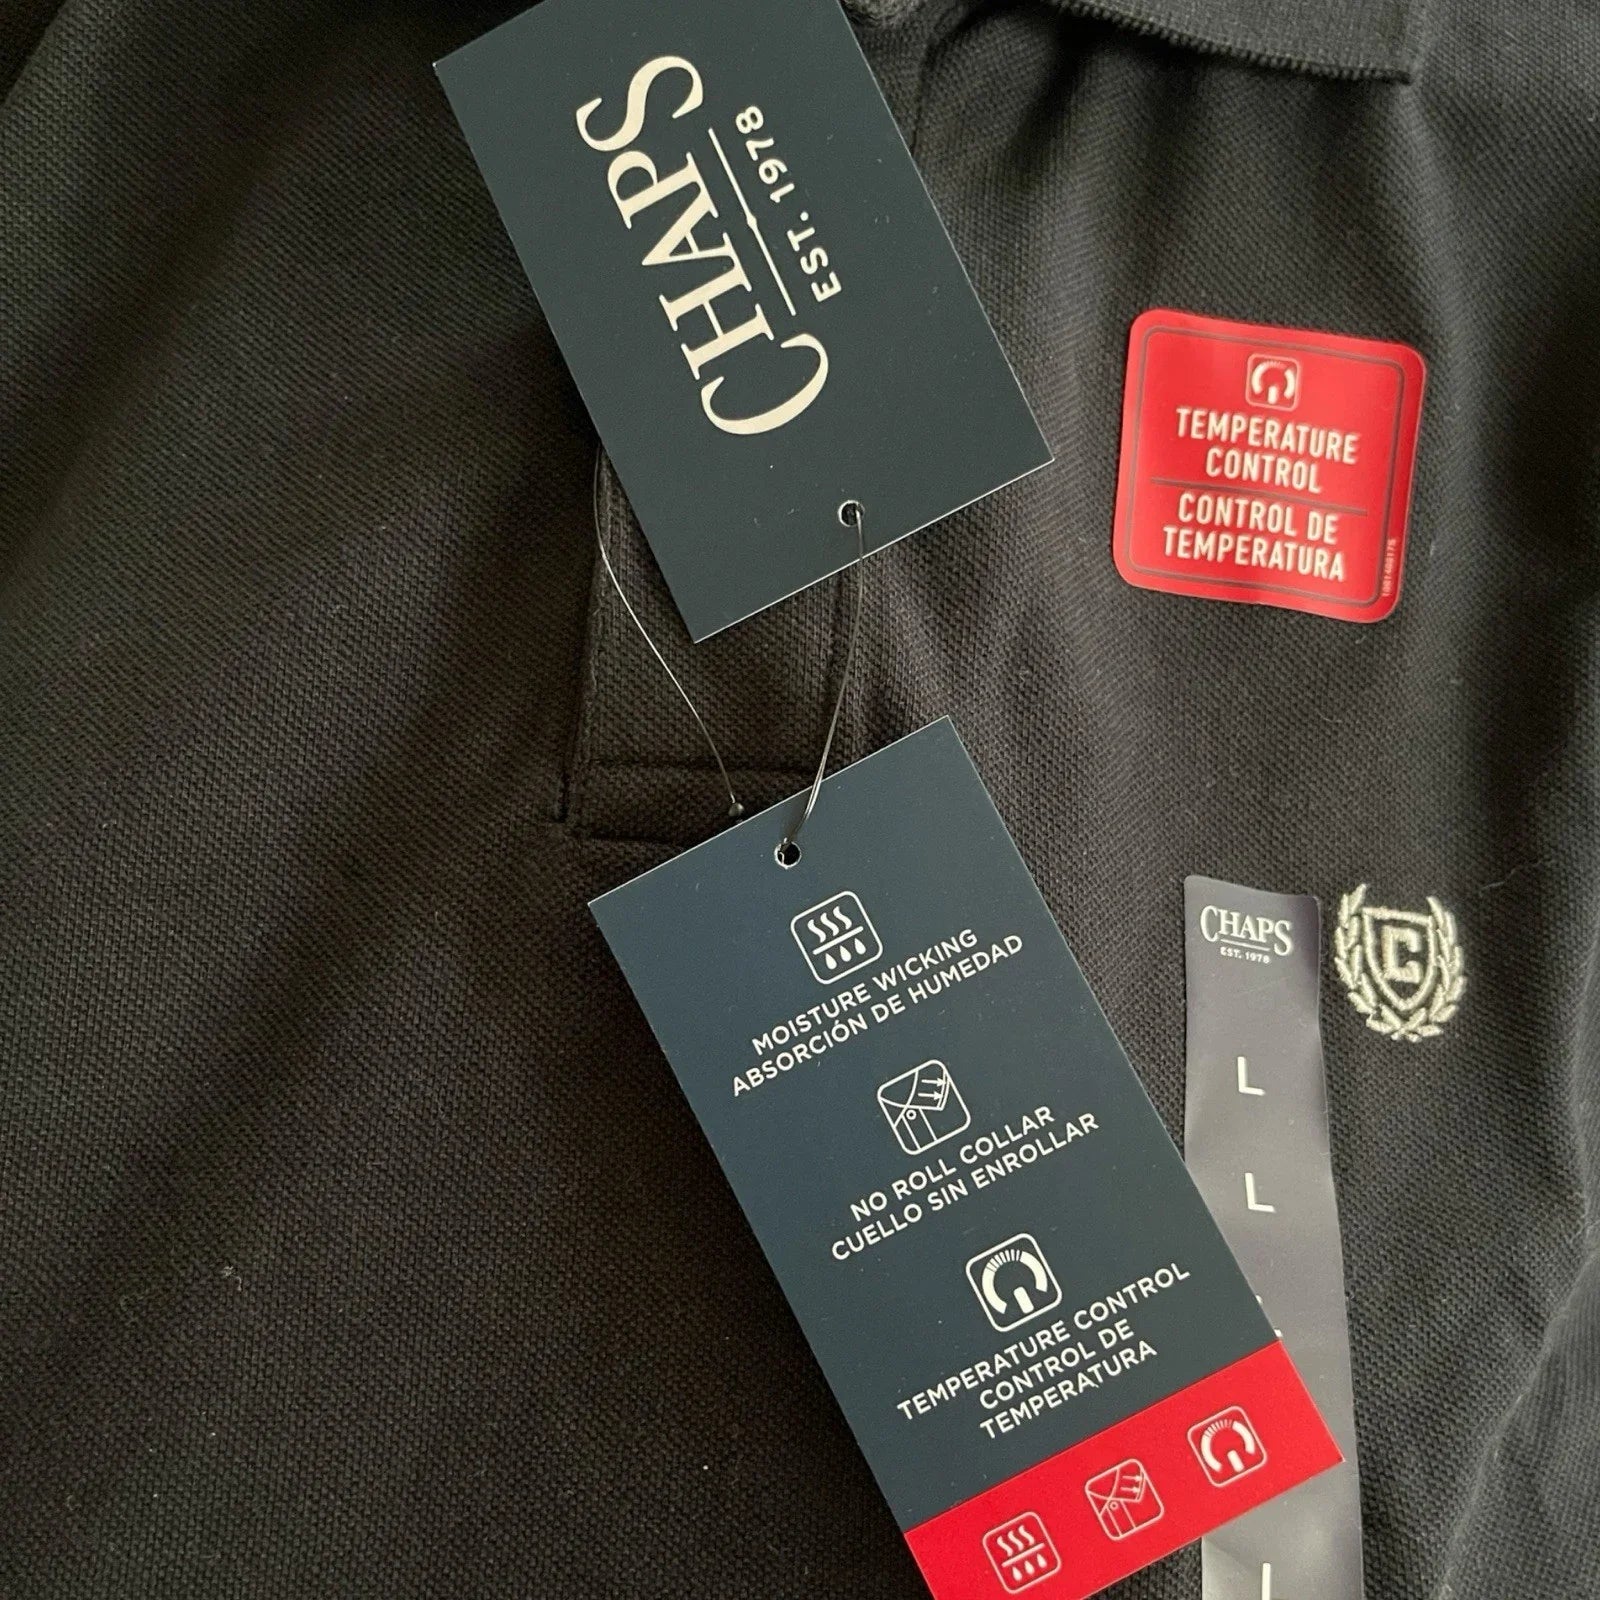 CHAPS
EST. 1978
TEMPERATURE
CONTROL
CONTROL DE
TEMPERATURA
MOISTURE WICKING
ABSORCIÓN DE HUMEDAD
NO ROLL COLLAR
CUELLO SIN ENROLLAR
TEMPERATURE CONTROL
CONTROL DE
TEMPERATURA
CHAPS
EST. 1978
L
L
L
C